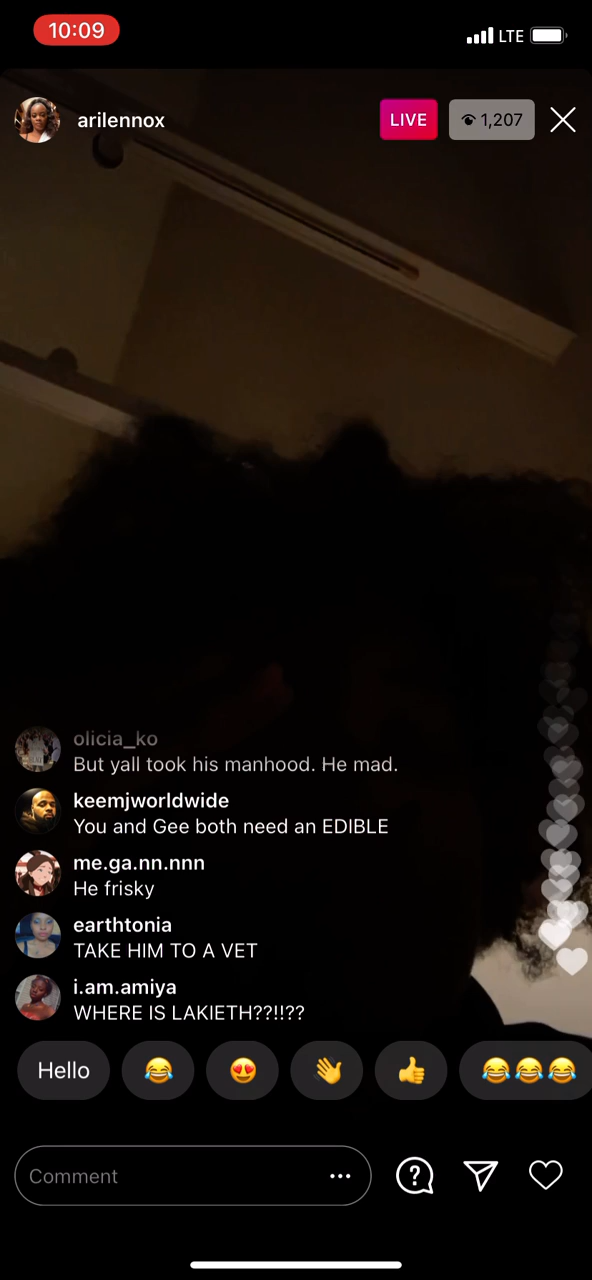 10:09
LTE
arilennox
LIVE
1,207
olicia_ko
But yall took his manhood. He mad.
keemjworldwide
You and Gee both need an EDIBLE
me.ga.nn.nnn
He frisky
earthtonia
TAKE HIM TO A VET
i.am.amiya
WHERE IS LAKIETH??!!??
Hello 😂 😍 👋 👍 😂😂😂
Comment